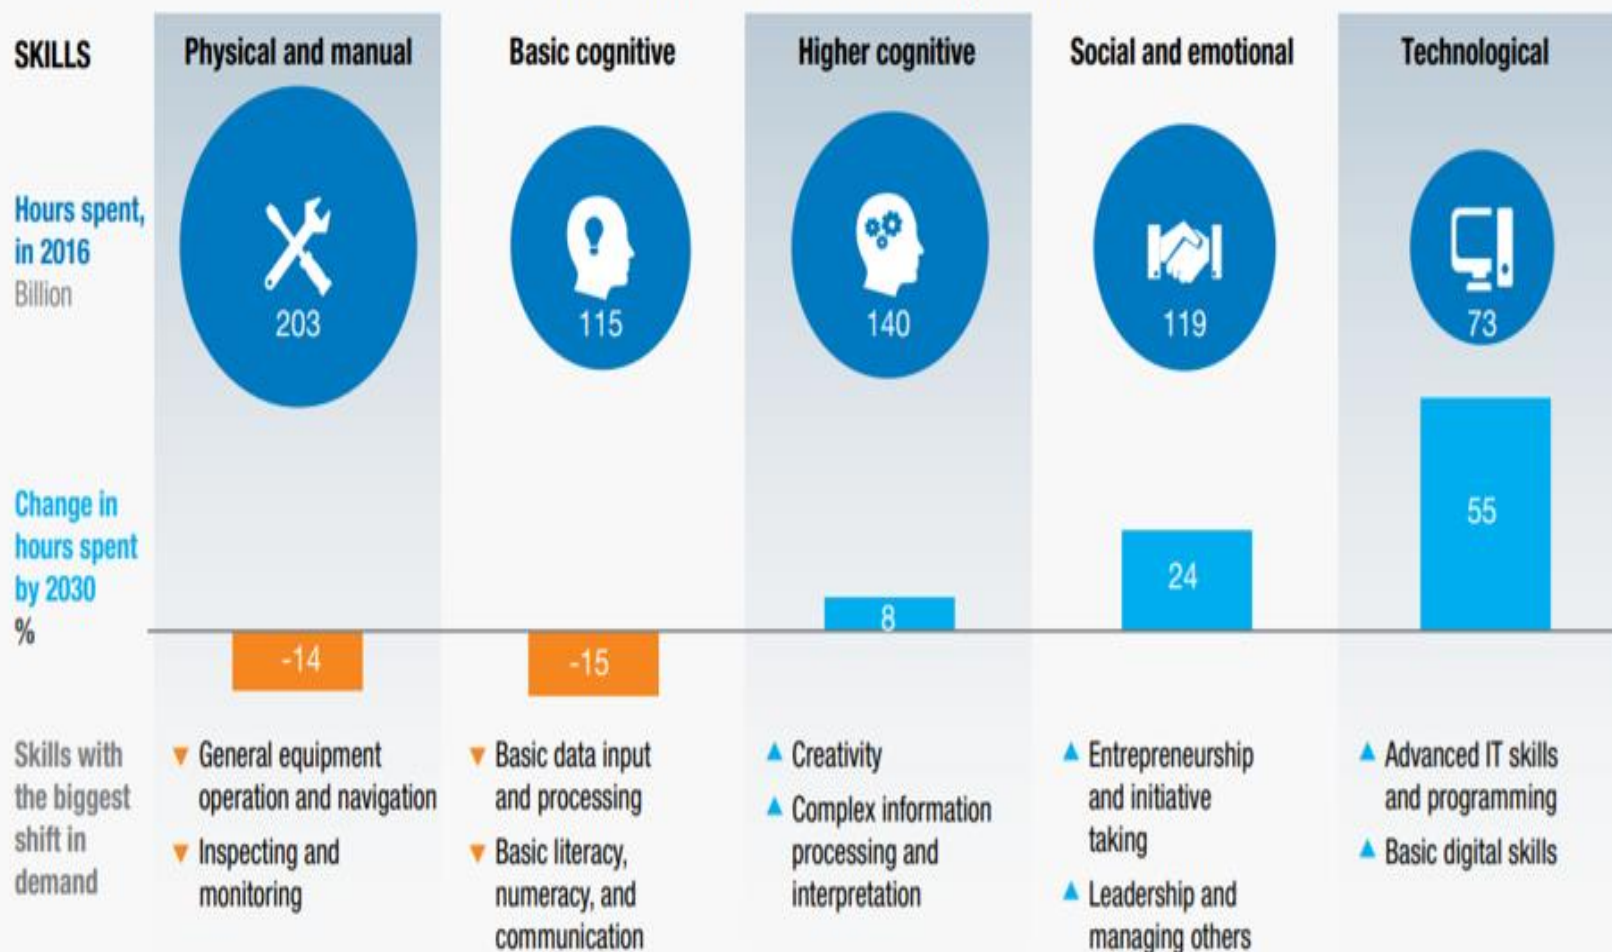 SKILLS
Physical and manual
Basic cognitive
Higher cognitive
Social and emotional
Technological
Hours spent,
in 2016
Billion
203
115
140
119
73
Change in
hours spent
by 2030
%
-14
-15
8
24
55
Skills with
the biggest
shift in
demand
▼ General equipment
operation and navigation
▼ Inspecting and
monitoring
▼ Basic data input
and processing
▼ Basic literacy,
numeracy, and
communication
▲ Creativity
▲ Complex information
processing and
interpretation
▲ Entrepreneurship
and initiative
taking
▲ Leadership and
managing others
▲ Advanced IT skills
and programming
▲ Basic digital skills